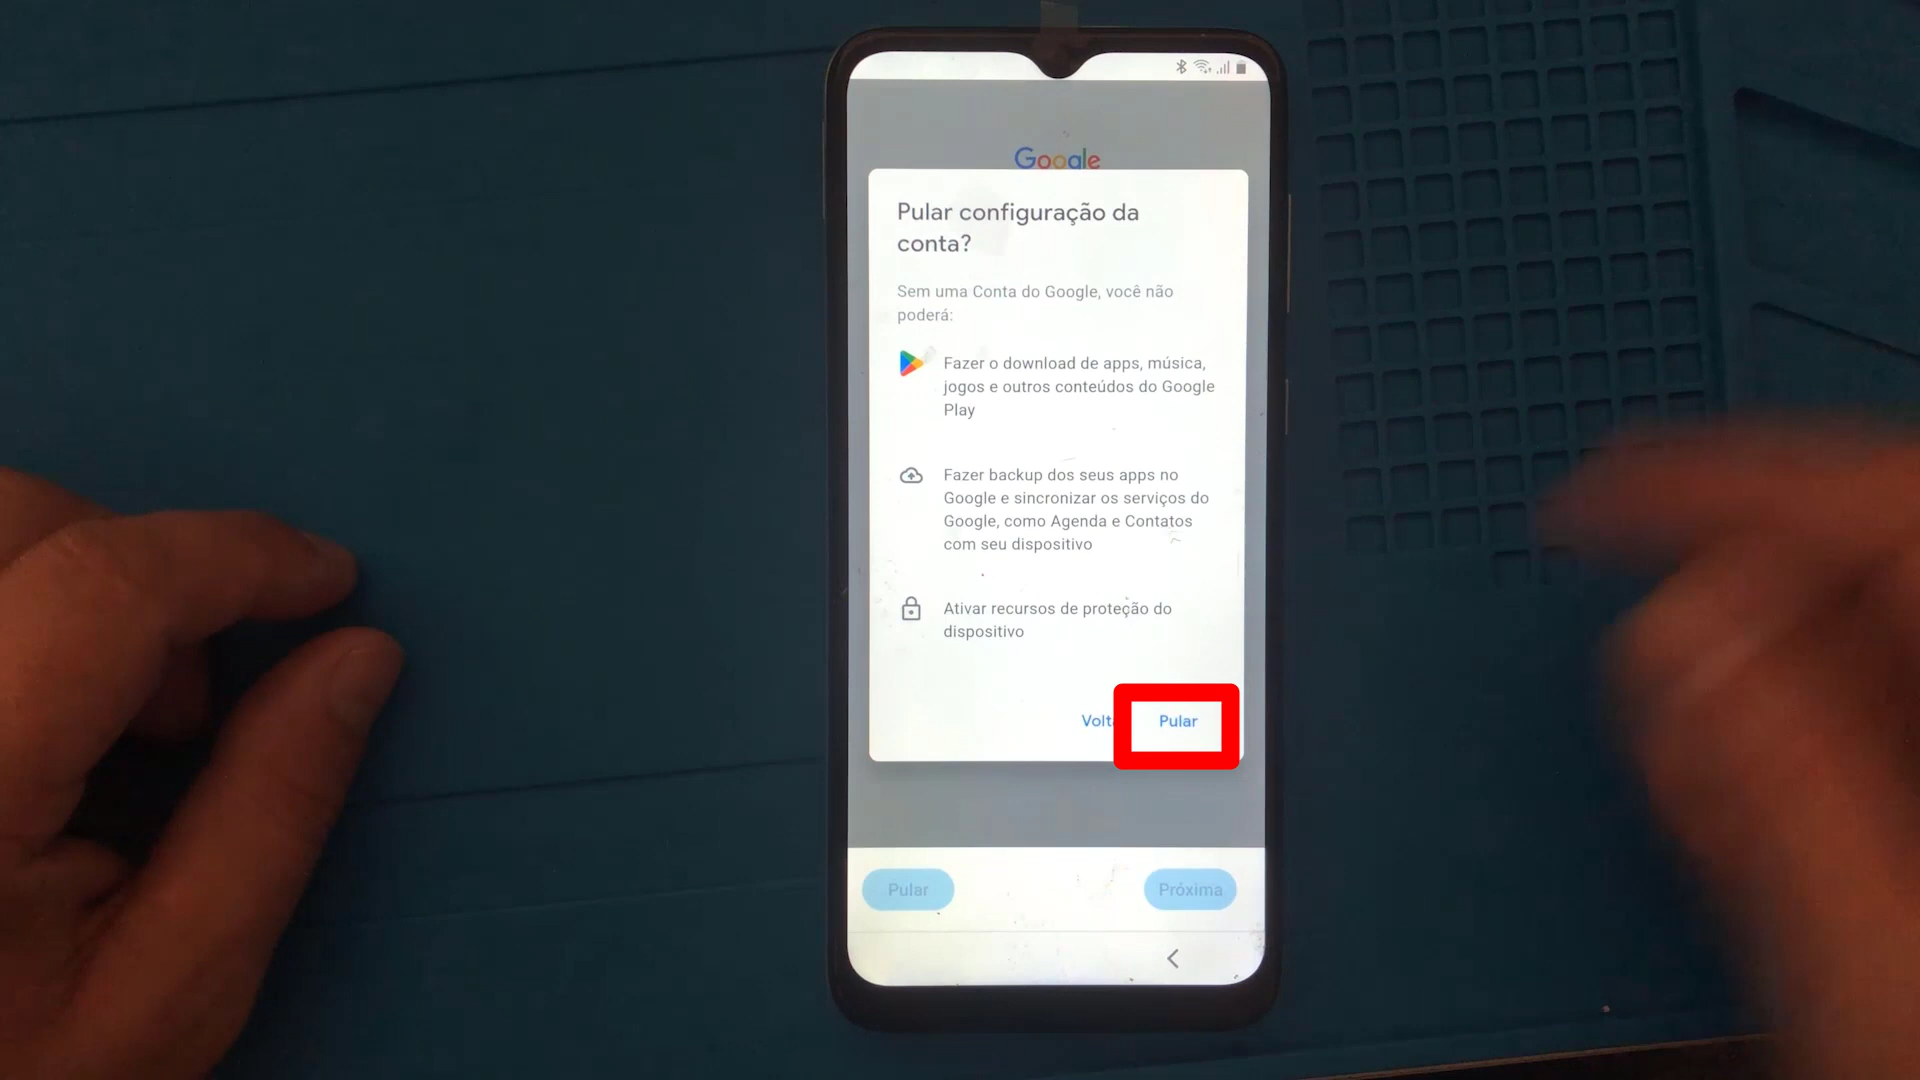 Google
Pular configuração da
conta?
Sem uma Conta do Google, você não
poderá:
Fazer o download de apps, música,
jogos e outros conteúdos do Google
Play
Fazer backup dos seus apps no
Google e sincronizar os serviços do
Google, como Agenda e Contatos
com seu dispositivo
Ativar recursos de proteção do
dispositivo
Volta Pular
Pular Próxima